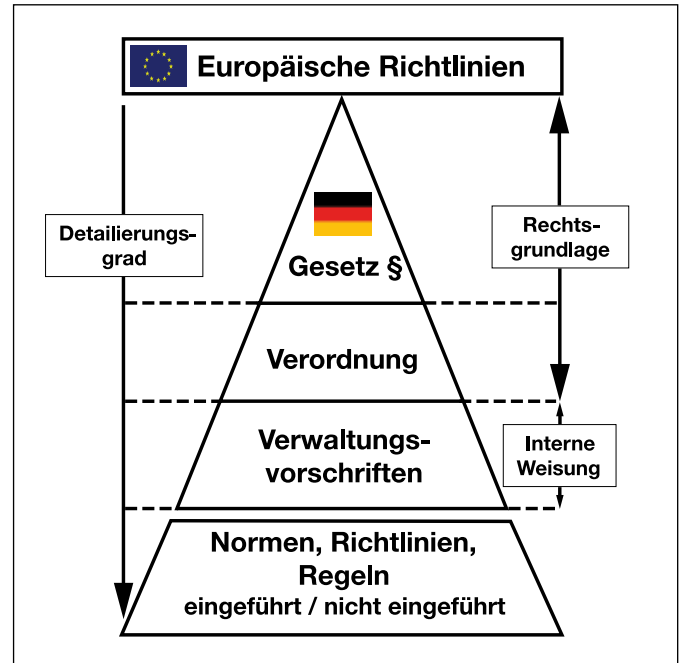 Europäische Richtlinien
Detailierungs-
grad
Rechts-
grundlage
Gesetz §
Verordnung
Verwaltungs-
vorschriften
Interne
Weisung
Normen, Richtlinien,
Regeln
eingeführt / nicht eingeführt